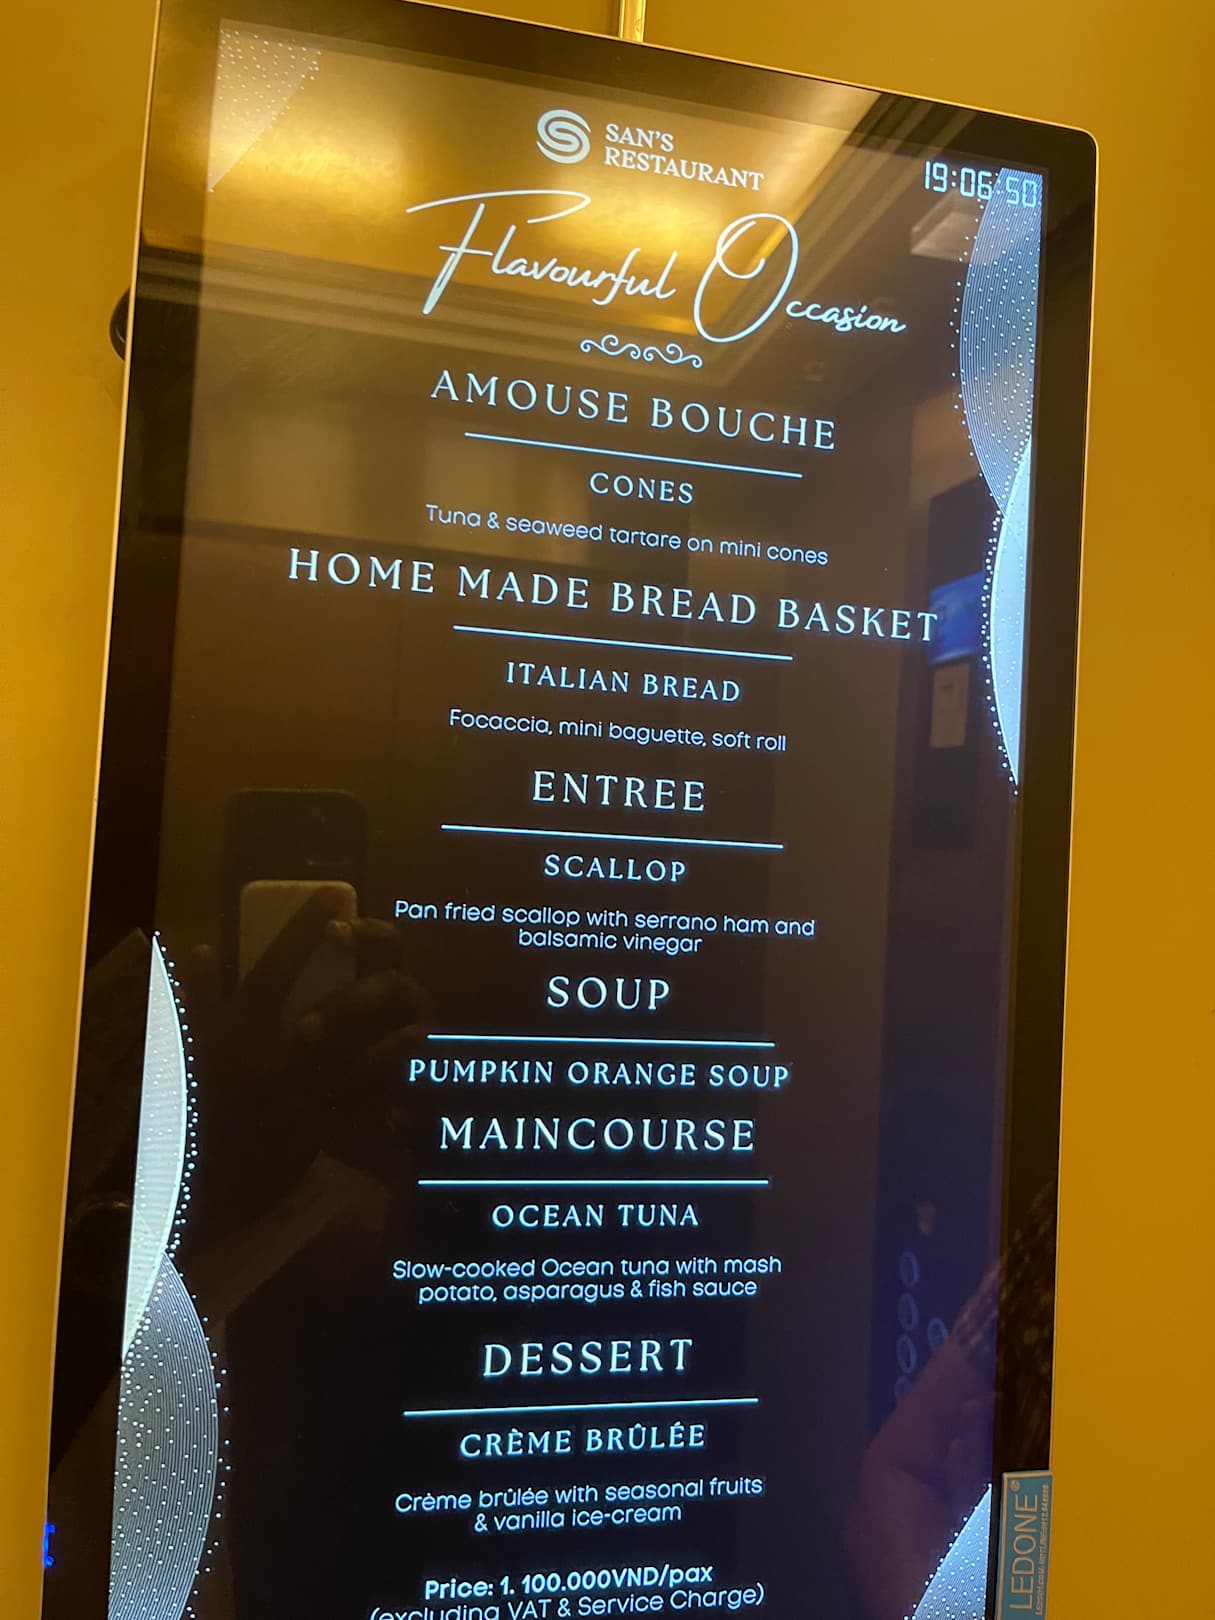 SAN'S
RESTAURANT
19:06:50
Flavourful Occasion
AMOUSE BOUCHE
CONES
Tuna & seaweed tartare on mini cones
HOME MADE BREAD BASKET
ITALIAN BREAD
Focaccia, mini baguette, soft roll
ENTREE
SCALLOP
Pan fried scallop with serrano ham and
balsamic vinegar
SOUP
PUMPKIN ORANGE SOUP
MAINCOURSE
OCEAN TUNA
Slow-cooked Ocean tuna with mash
potato, asparagus & fish sauce
DESSERT
CRÈME BRÛLÉE
Crème brûlée with seasonal fruits
& vanilla ice-cream
Price: 1. 100.000VND/pax
(excluding VAT & Service Charge)
LEDONE®